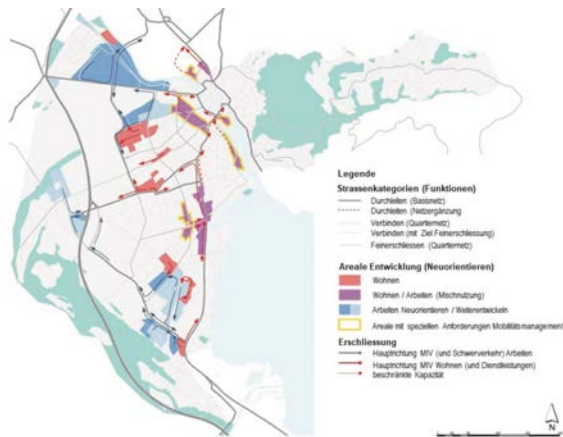 Legende
Strassenkategorien (Funktionen)
Durchleiten (Basisnetz)
Durchleiten (Netzergänzung
Verbinden (Quartiernetz)
Verbinden (mit Ziel Feinerschliessung)
Feinerschliessen (Quartiernetz)
Areale Entwicklung (Neuorientieren)
Wohnen
Wohnen / Arbeiten (Mischnutzung)
Arbeiten Neuorientieren / Weiterentwickeln
Areale mit speziellen Anforderungen Mobilitätsmanagement
Erschliessung
Hauptrichtung MIV (und Schwerverkehr) Arbeiten
Hauptrichtung MIV Wohnen (und Dienstleistungen)
beschränkte Kapazität
N